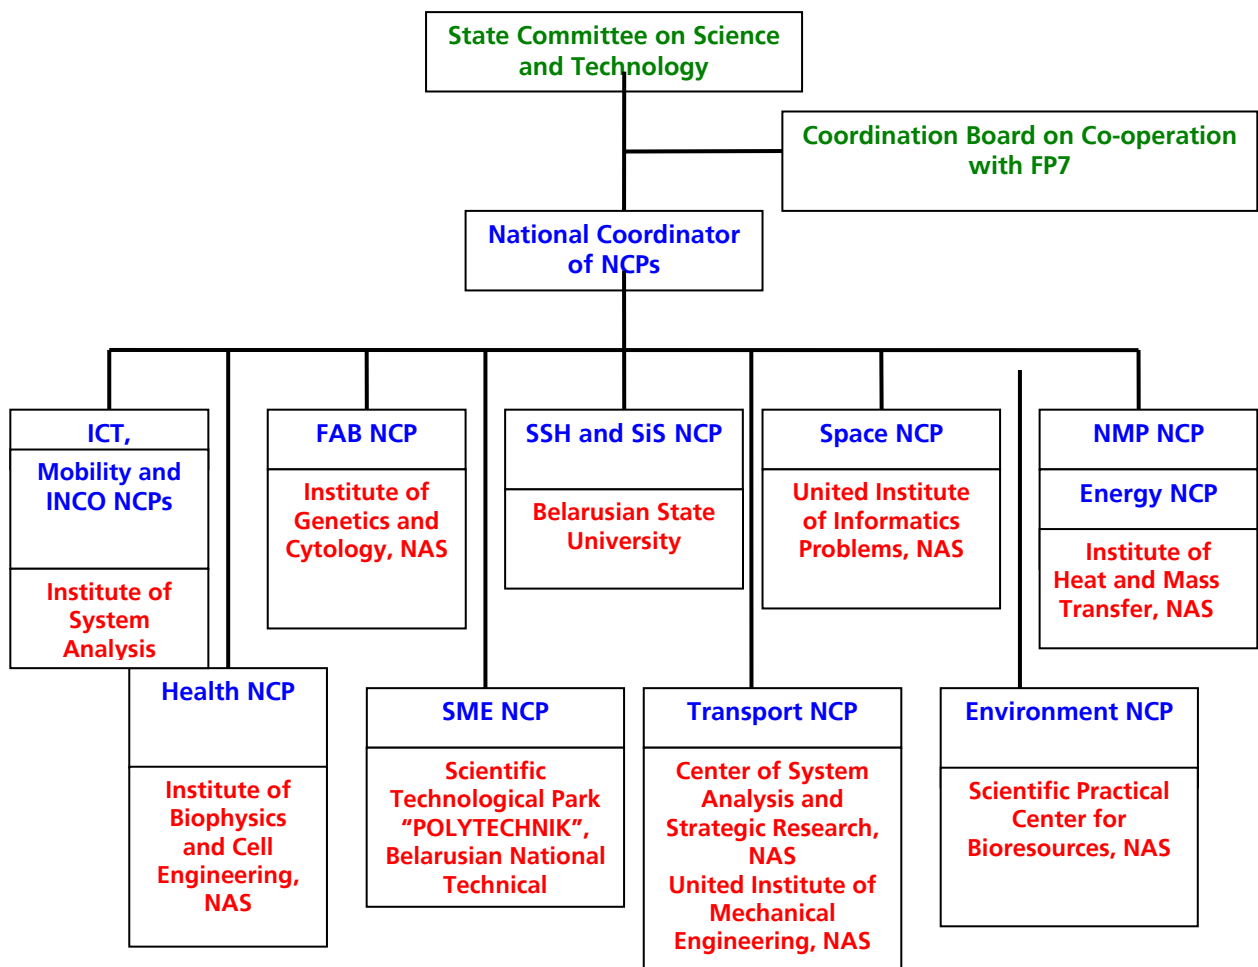 State Committee on Science
and Technology
Coordination Board on Co-operation
with FP7
National Coordinator
of NCPs
ICT,
Mobility and
INCO NCPs
Institute of
System
Analysis
FAB NCP
Institute of
Genetics and
Cytology, NAS
SSH and SiS NCP
Belarusian State
University
Space NCP
United Institute
of Informatics
Problems, NAS
NMP NCP
Energy NCP
Institute of
Heat and Mass
Transfer, NAS
Health NCP
Institute of
Biophysics
and Cell
Engineering,
NAS
SME NCP
Scientific
Technological Park
“POLYTECHNIK”,
Belarusian National
Technical
Transport NCP
Center of System
Analysis and
Strategic Research,
NAS
United Institute of
Mechanical
Engineering, NAS
Environment NCP
Scientific Practical
Center for
Bioresources, NAS